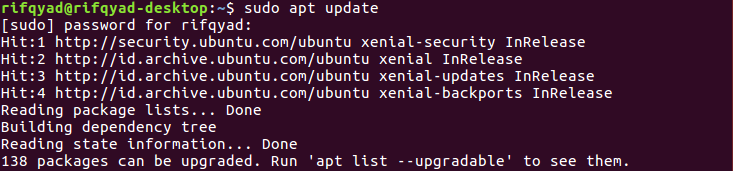 rifqyad@rifqyad-desktop:~$ sudo apt update
[sudo] password for rifqyad:
Hit:1 http://security.ubuntu.com/ubuntu xenial-security InRelease
Hit:2 http://id.archive.ubuntu.com/ubuntu xenial InRelease
Hit:3 http://id.archive.ubuntu.com/ubuntu xenial-updates InRelease
Hit:4 http://id.archive.ubuntu.com/ubuntu xenial-backports InRelease
Reading package lists... Done
Building dependency tree
Reading state information... Done
138 packages can be upgraded. Run 'apt list --upgradable' to see them.